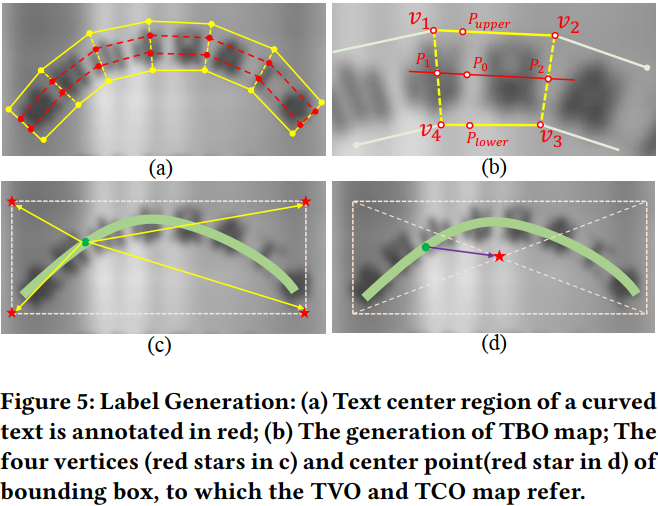 (a)
v1 Pupper v2
P1 P0 P2
v4 Plower v3
(b)
(c)
(d)
Figure 5: Label Generation: (a) Text center region of a curved
text is annotated in red; (b) The generation of TBO map; The
four vertices (red stars in c) and center point(red star in d) of
bounding box, to which the TVO and TCO map refer.